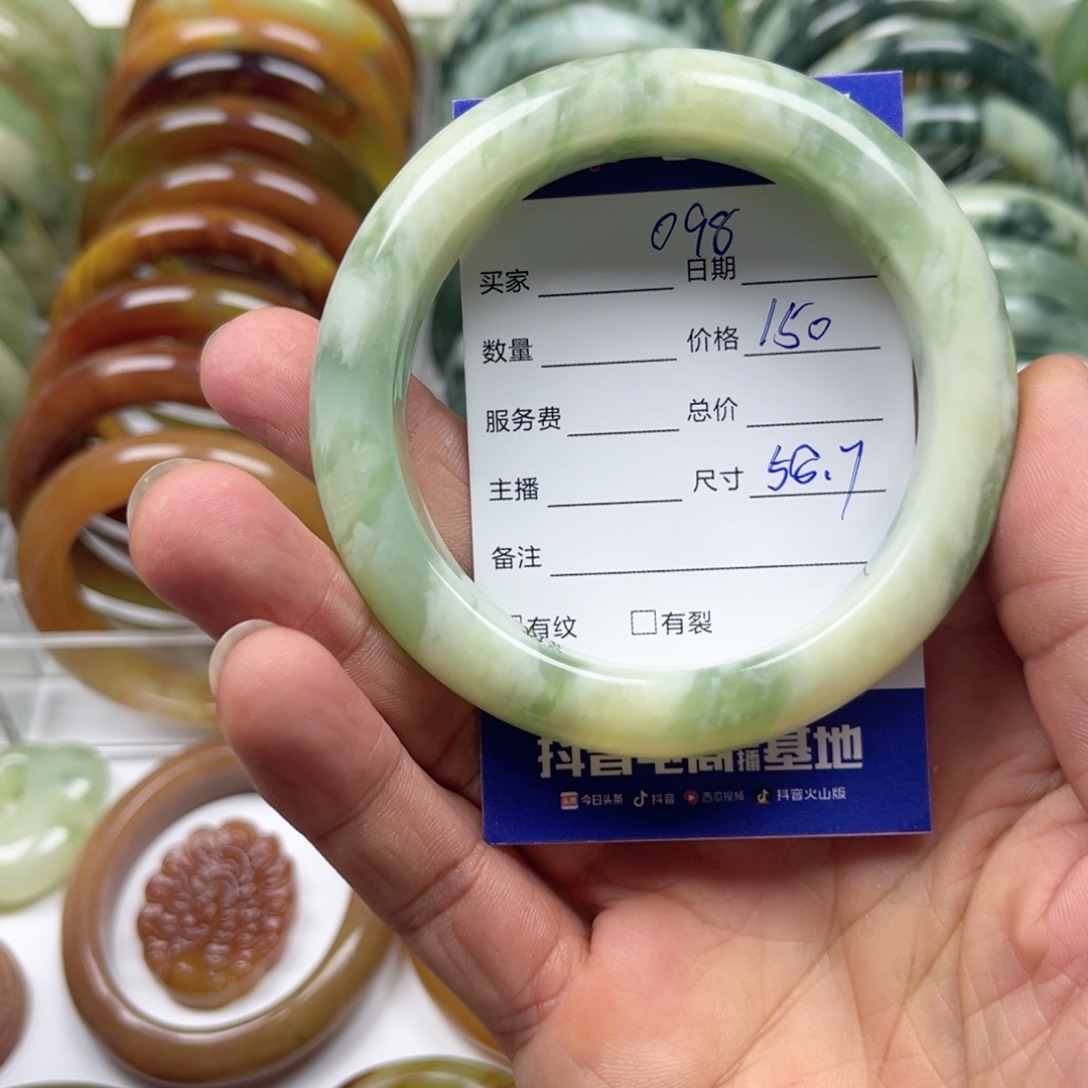 098
买家 日期
数量 价格 150
服务费 总价
主播 尺寸 56.7
备注
有纹 有裂
抖音电商直播基地
今日头条 抖音 西瓜视频 抖音火山版